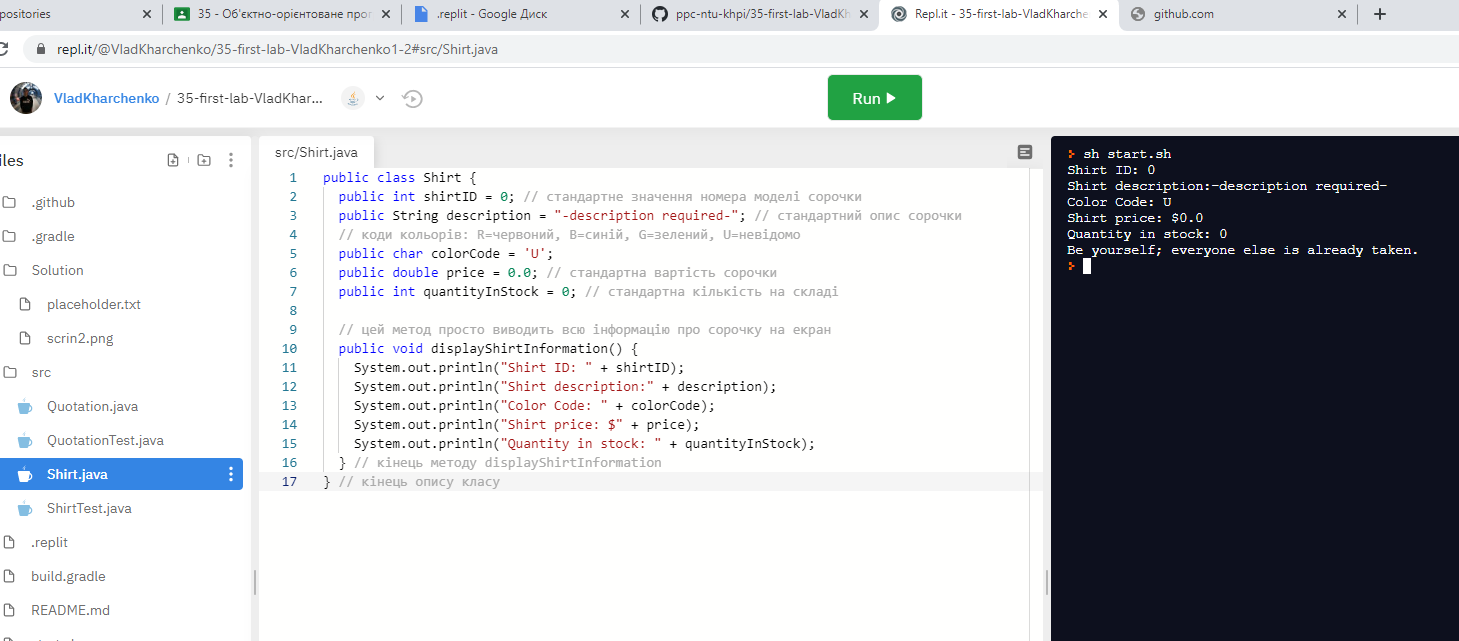 positories
35 - Об'єктно-орієнтоване прог
.replit - Google Диск
ppc-ntu-khpi/35-first-lab-VladKh
Repl.it - 35-first-lab-VladKharche
github.com
repl.it/@VladKharchenko/35-first-lab-VladKharchenko1-2#src/Shirt.java
VladKharchenko / 35-first-lab-VladKhar...
Run
iles
.github
.gradle
Solution
placeholder.txt
scrin2.png
src
Quotation.java
QuotationTest.java
Shirt.java
ShirtTest.java
.replit
build.gradle
README.md
src/Shirt.java
1 public class Shirt {
2 public int shirtID = 0; // стандартне значення номера моделі сорочки
3 public String description = "-description required-"; // стандартний опис сорочки
4 // коди кольорів: R=червоний, B=синій, G=зелений, U=невідомо
5 public char colorCode = 'U';
6 public double price = 0.0; // стандартна вартість сорочки
7 public int quantityInStock = 0; // стандартна кількість на складі
8
9 // цей метод просто виводить всю інформацію про сорочку на екран
10 public void displayShirtInformation() {
11 System.out.println("Shirt ID: " + shirtID);
12 System.out.println("Shirt description:" + description);
13 System.out.println("Color Code: " + colorCode);
14 System.out.println("Shirt price: $" + price);
15 System.out.println("Quantity in stock: " + quantityInStock);
16 } // кінець методу displayShirtInformation
17 } // кінець опису класу
sh start.sh
Shirt ID: 0
Shirt description:-description required-
Color Code: U
Shirt price: $0.0
Quantity in stock: 0
Be yourself; everyone else is already taken.